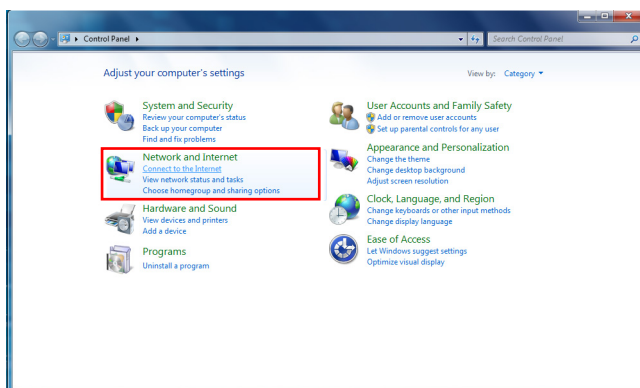 Control Panel
Search Control Panel
Adjust your computer's settings
View by: Category
System and Security
Review your computer's status
Back up your computer
Find and fix problems
Network and Internet
Connect to the Internet
View network status and tasks
Choose homegroup and sharing options
Hardware and Sound
View devices and printers
Add a device
Programs
Uninstall a program
User Accounts and Family Safety
Add or remove user accounts
Set up parental controls for any user
Appearance and Personalization
Change the theme
Change desktop background
Adjust screen resolution
Clock, Language, and Region
Change keyboards or other input methods
Change display language
Ease of Access
Let Windows suggest settings
Optimize visual display